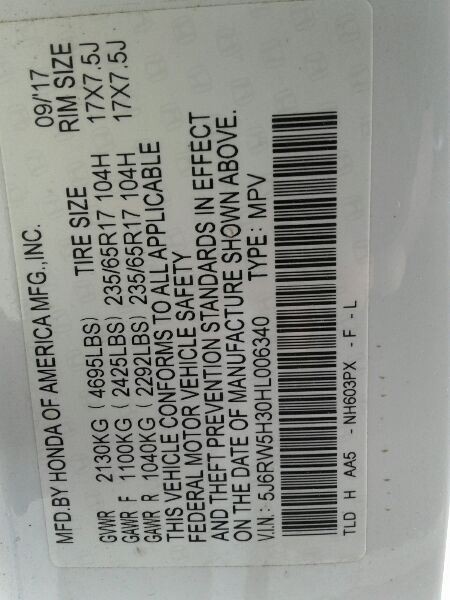 MFD.BY HONDA OF AMERICA MFG.,INC. 09/'17
TIRE SIZE RIM SIZE
GVWR 2130KG ( 4695LBS)
GAWR F 1100KG ( 2425LBS) 235/65R17 104H 17X7.5J
GAWR R 1040KG ( 2292LBS) 235/65R17 104H 17X7.5J
THIS VEHICLE CONFORMS TO ALL APPLICABLE
FEDERAL MOTOR VEHICLE SAFETY
AND THEFT PREVENTION STANDARDS IN EFFECT
ON THE DATE OF MANUFACTURE SHOWN ABOVE.
V.I.N.: 5J6RW5H30HL006340 TYPE: MPV
TLD H AA5 -NH603PX -F-L